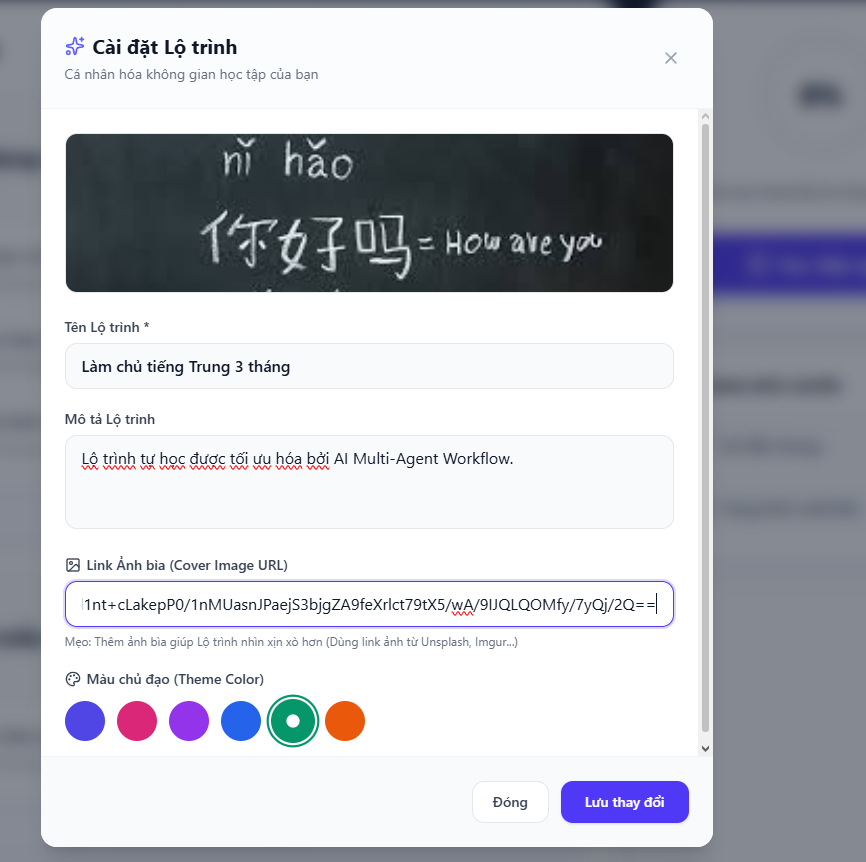 Cài đặt Lộ trình
Cá nhân hóa không gian học tập của bạn
nǐ hǎo
你好吗 = How are you
Tên Lộ trình *
Làm chủ tiếng Trung 3 tháng
Mô tả Lộ trình
Lộ trình tự học được tối ưu hóa bởi AI Multi-Agent Workflow.
Link Ảnh bìa (Cover Image URL)
1nt+cLakepP0/1nMUasnJPaejS3bjgZA9feXrlct79tX5/wA/9IJQLQOMfy/7yQj/2Q==
Mẹo: Thêm ảnh bìa giúp Lộ trình nhìn xịn xò hơn (Dùng link ảnh từ Unsplash, Imgur...)
Màu chủ đạo (Theme Color)
Đóng
Lưu thay đổi